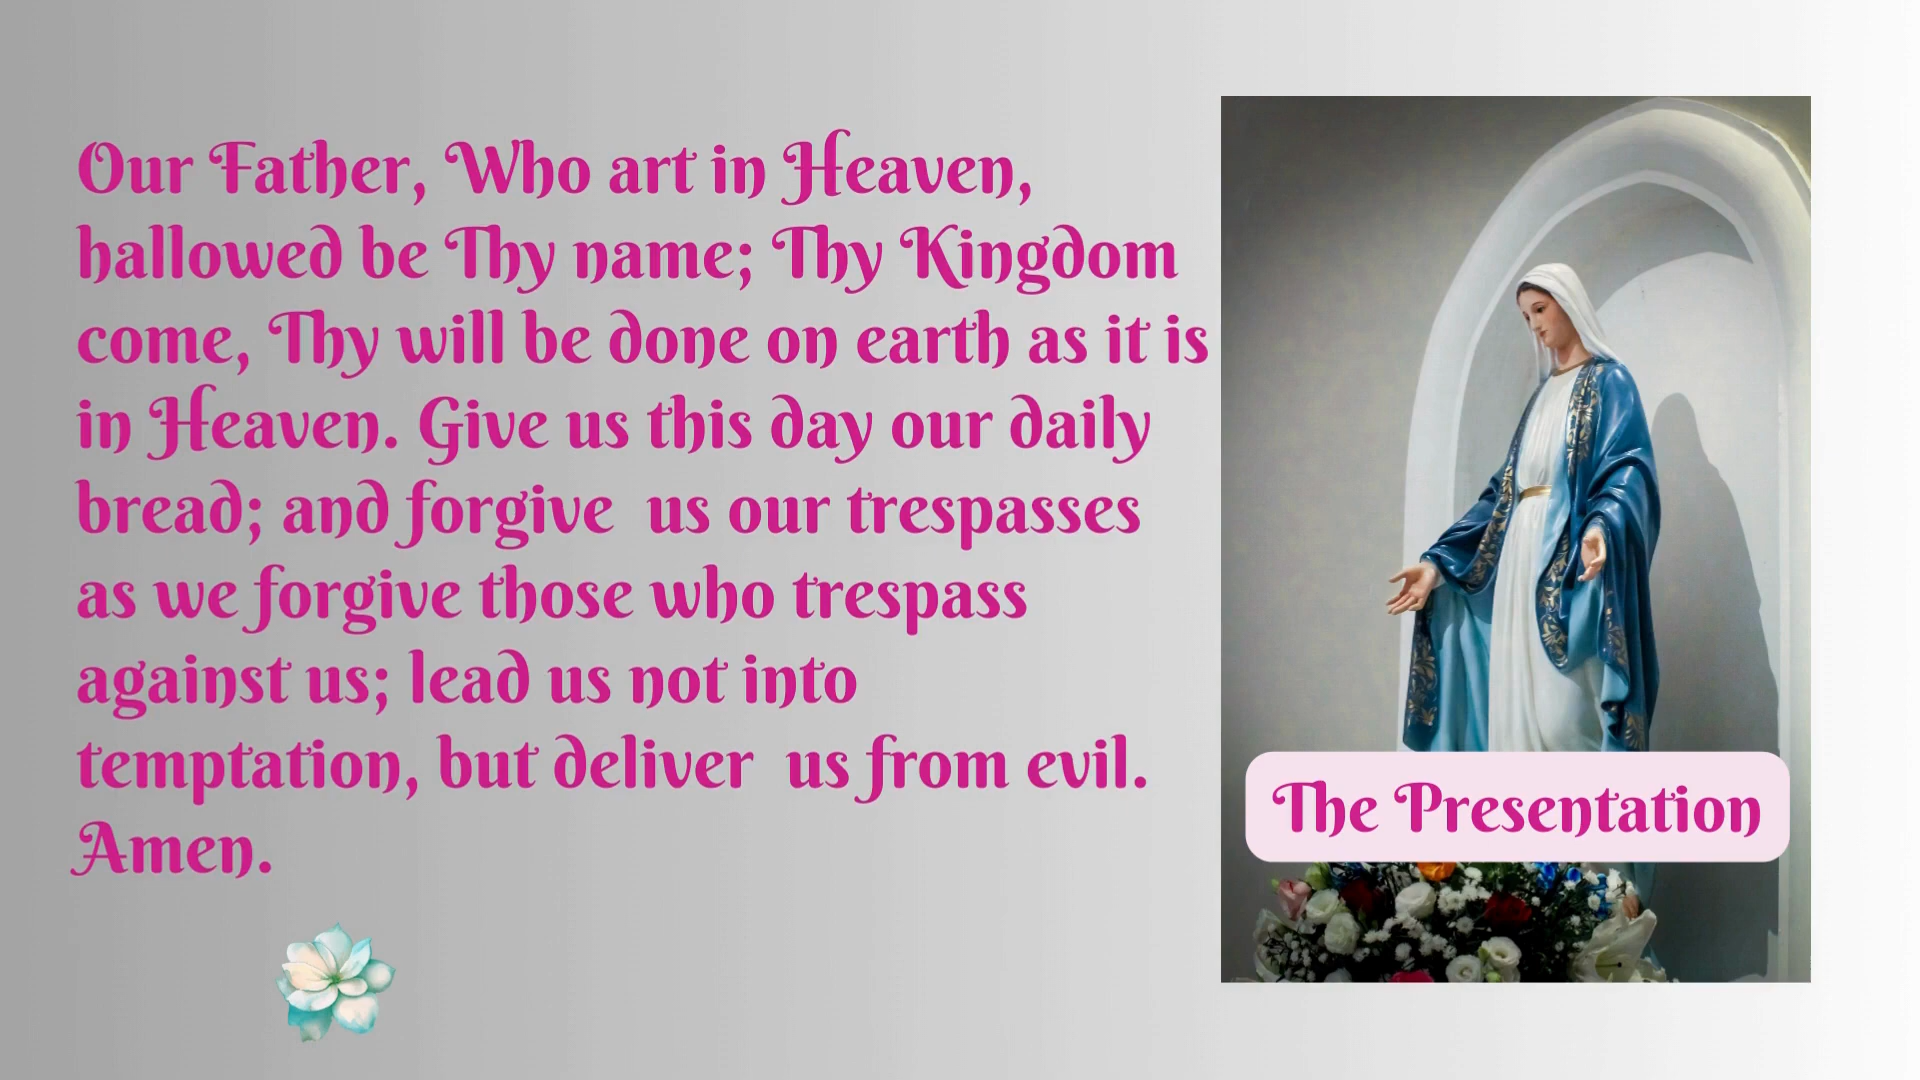 Our Father, Who art in Heaven,
hallowed be Thy name; Thy Kingdom
come, Thy will be done on earth as it is
in Heaven. Give us this day our daily
bread; and forgive  us our trespasses
as we forgive those who trespass
against us; lead us not into
temptation, but deliver  us from evil.
Amen.
The Presentation